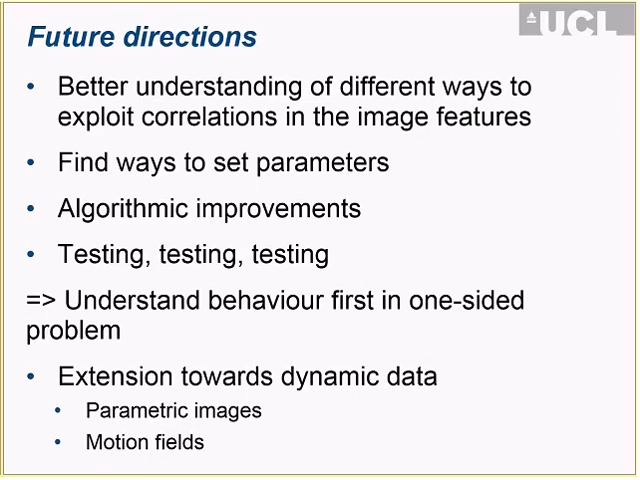 Future directions
UCL
• Better understanding of different ways to
exploit correlations in the image features
• Find ways to set parameters
• Algorithmic improvements
• Testing, testing, testing
=> Understand behaviour first in one-sided
problem
• Extension towards dynamic data
• Parametric images
• Motion fields